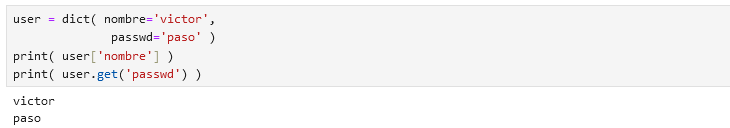 user = dict( nombre='victor',
             passwd='paso' )
print( user['nombre'] )
print( user.get('passwd') )
victor
paso